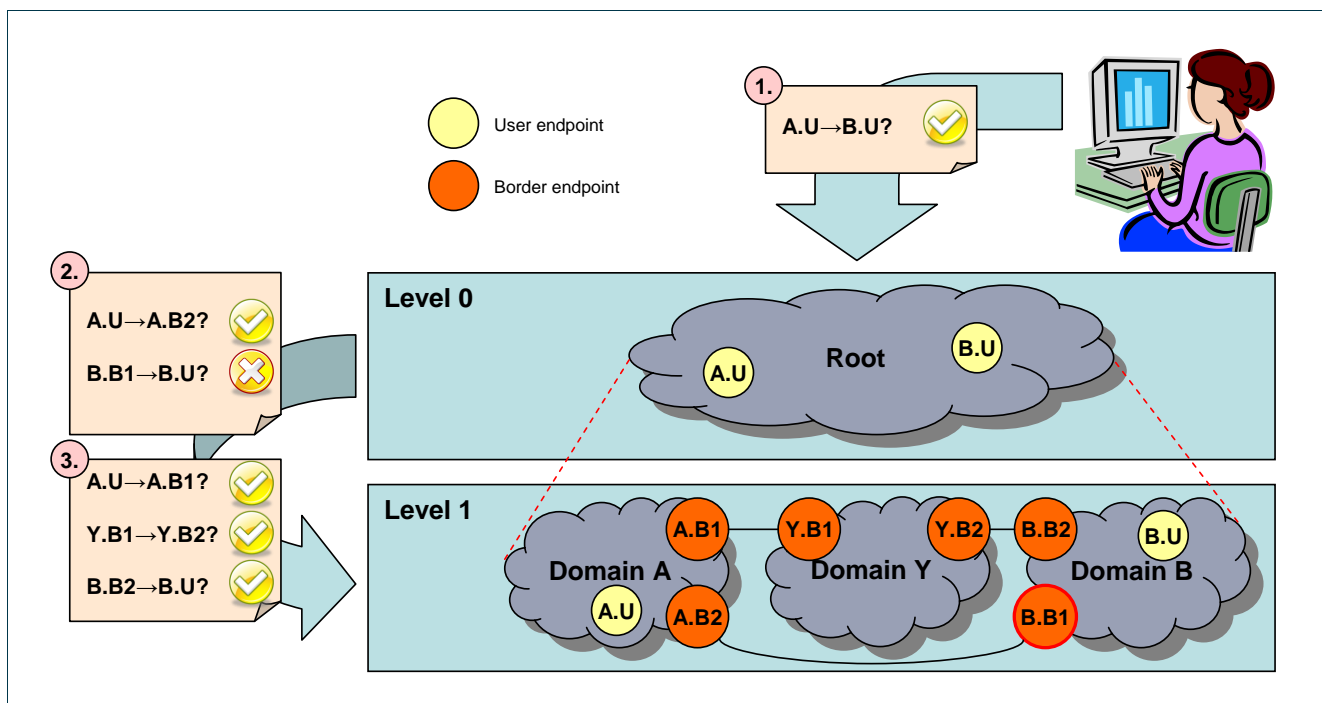 1.
A.U→B.U?
User endpoint
Border endpoint
2.
A.U→A.B2?
B.B1→B.U?
Level 0
Root
A.U
B.U
3.
A.U→A.B1?
Y.B1→Y.B2?
B.B2→B.U?
Level 1
A.B1
Y.B1
Y.B2
B.B2
B.U
Domain A
Domain Y
Domain B
A.U
A.B2
B.B1